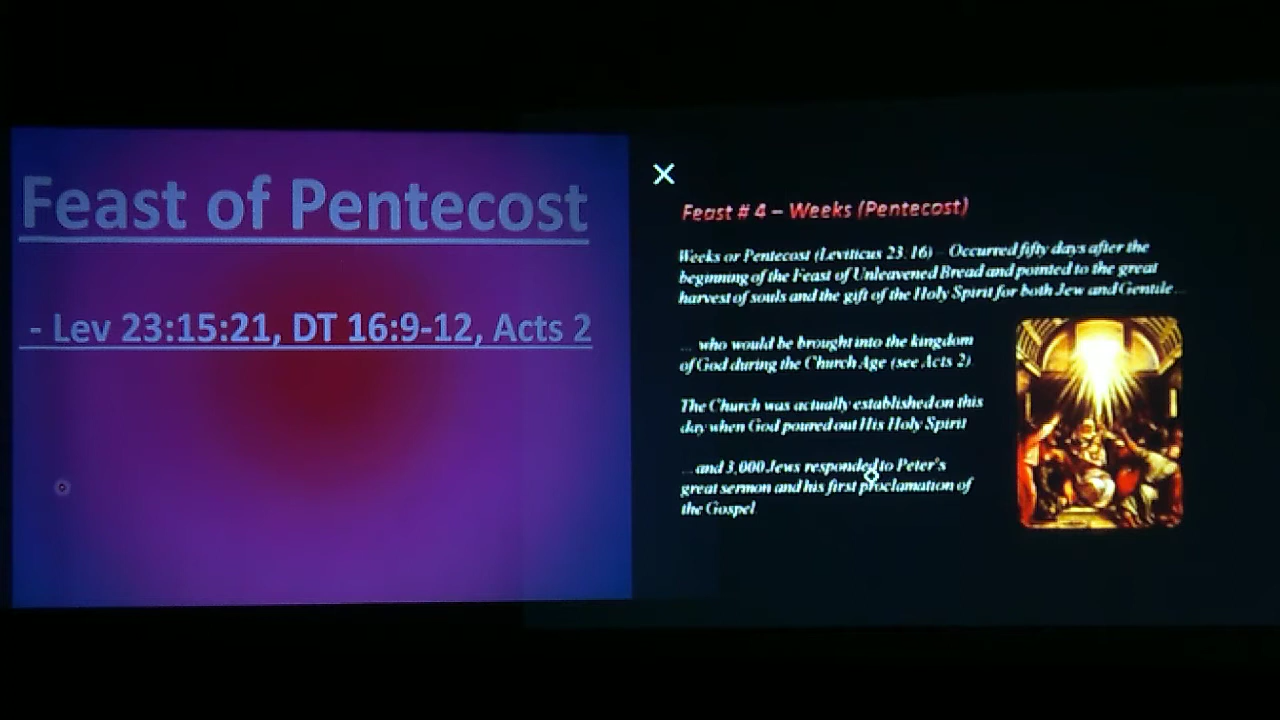 Feast of Pentecost
- Lev 23:15:21, DT 16:9-12, Acts 2
Feast # 4 – Weeks (Pentecost)
Weeks or Pentecost (Leviticus 23:16) – Occurred fifty days after the
beginning of the Feast of Unleavened Bread and pointed to the great
harvest of souls and the gift of the Holy Spirit for both Jew and Gentile...
... who would be brought into the kingdom
of God during the Church Age (see Acts 2)
The Church was actually established on this
day when God poured out His Holy Spirit
... and 3,000 Jews responded to Peter's
great sermon and his first proclamation of
the Gospel